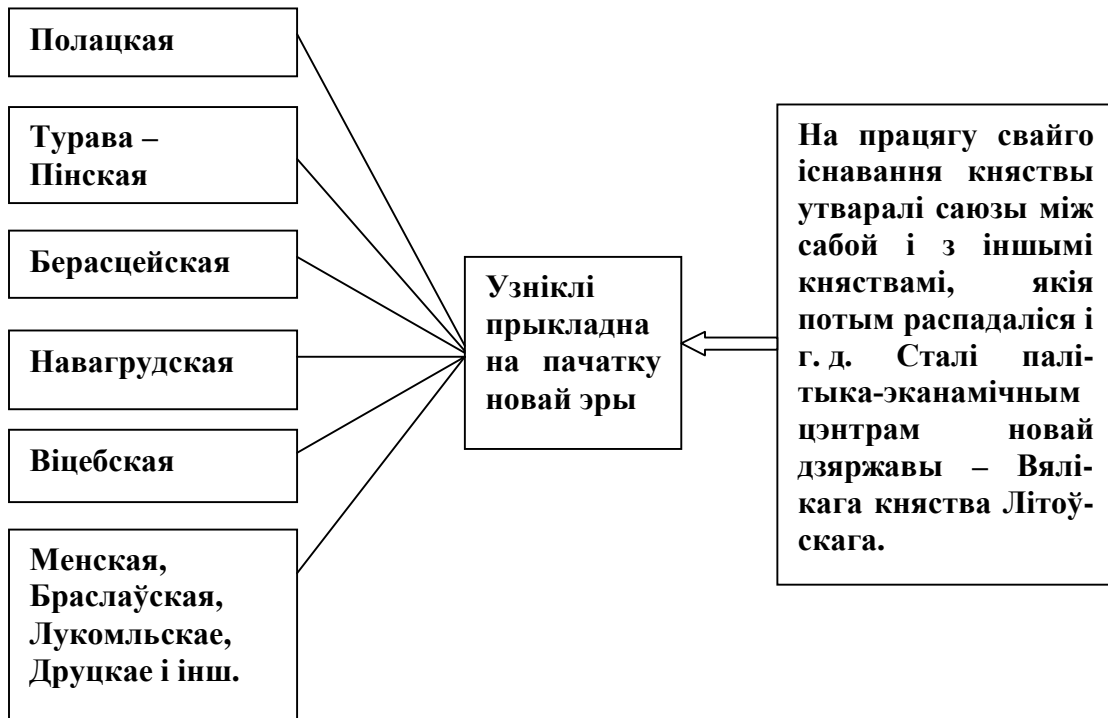 Полацкая
Турава –
Пінская
Берасцейская
Навагрудская
Віцебская
Менская,
Браслаўская,
Лукомльскае,
Друцкае і інш.
Узніклі
прыкладна
на пачатку
новай эры
На працягу свайго
існавання княствы
утваралі саюзы між
сабой і з іншымі
княствамі, якія
потым распадаліся і
г. д. Сталі палі-
тыка-эканамічным
цэнтрам новай
дзяржавы – Вялі-
кага княства Літоў-
скага.